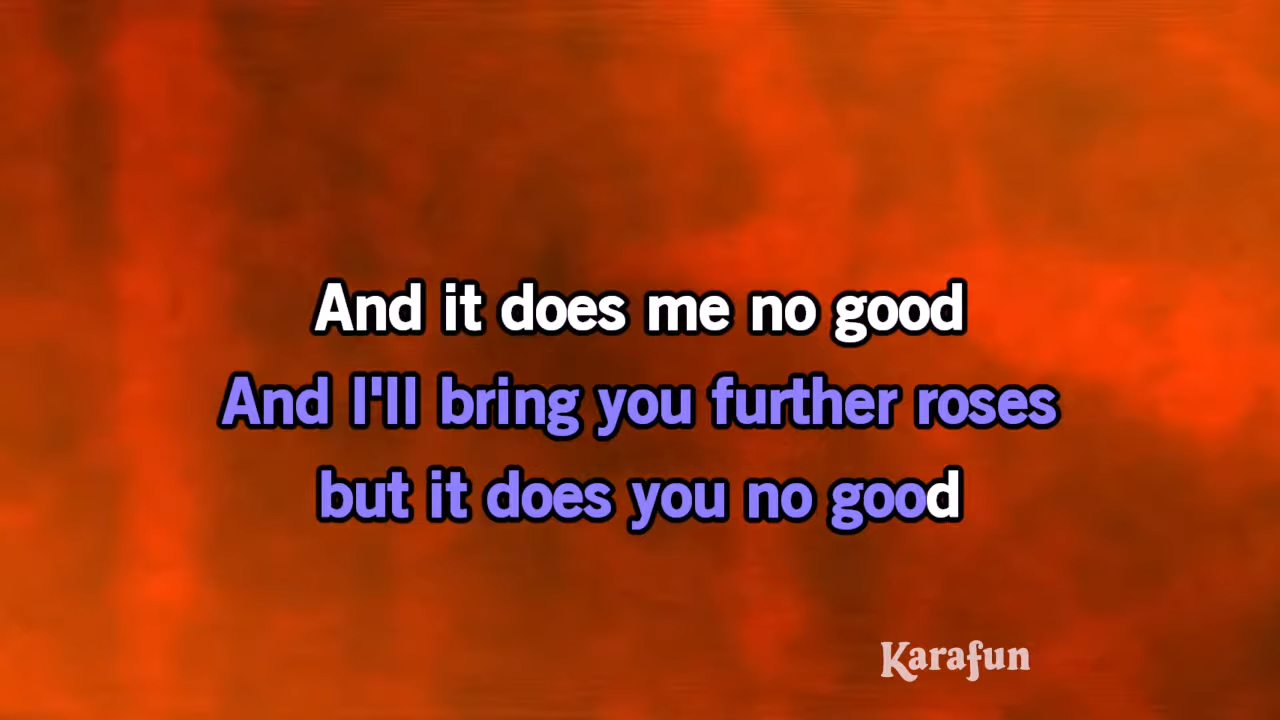 And it does me no good
And I'll bring you further roses
but it does you no good
Karafun